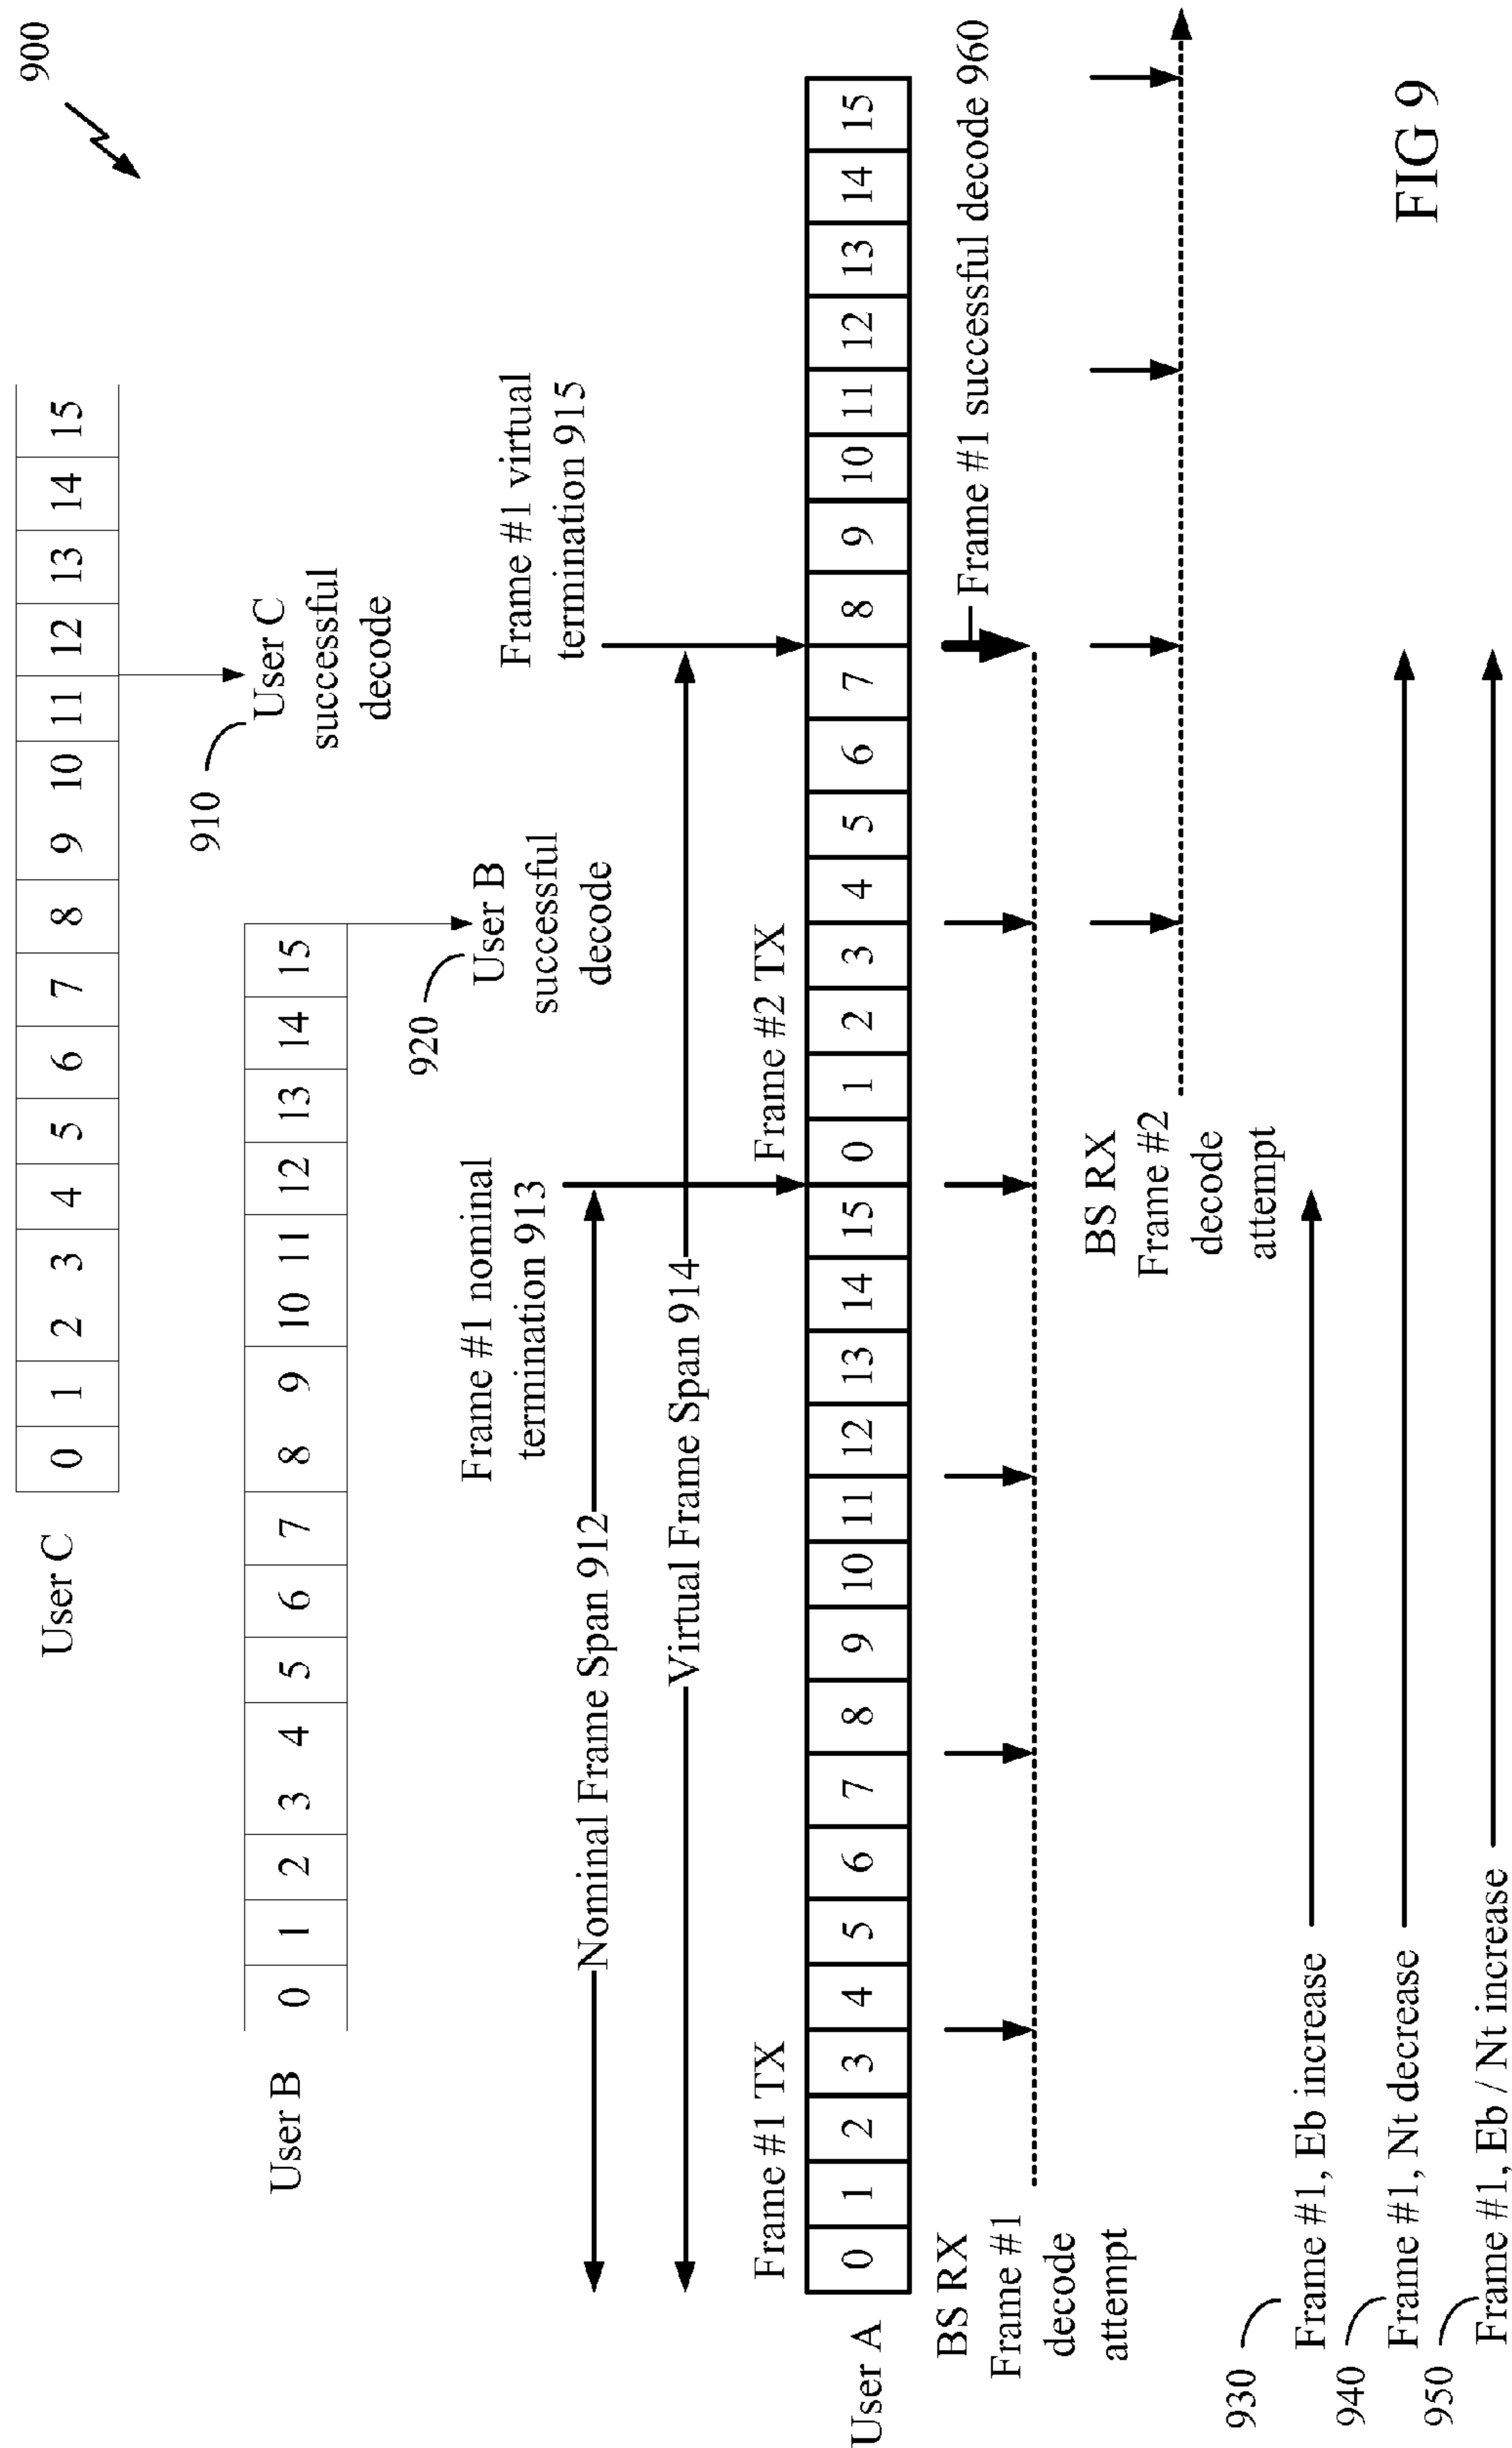 900
User C
0 1 2 3 4 5 6 7 8 9 10 11 12 13 14 15
910
User C
successful
decode
User B
0 1 2 3 4 5 6 7 8 9 10 11 12 13 14 15
920
User B
successful
decode
Frame #1 nominal
termination 913
Frame #1 virtual
termination 915
Nominal Frame Span 912
Virtual Frame Span 914
Frame #1 TX
Frame #2 TX
User A
0 1 2 3 4 5 6 7 8 9 10 11 12 13 14 15 0 1 2 3 4 5 6 7 8 9 10 11 12 13 14 15
BS RX
Frame #1
decode
attempt
Frame #1 successful decode 960
BS RX
Frame #2
decode
attempt
930
Frame #1, Eb increase
940
Frame #1, Nt decrease
950
Frame #1, Eb / Nt increase
FIG 9